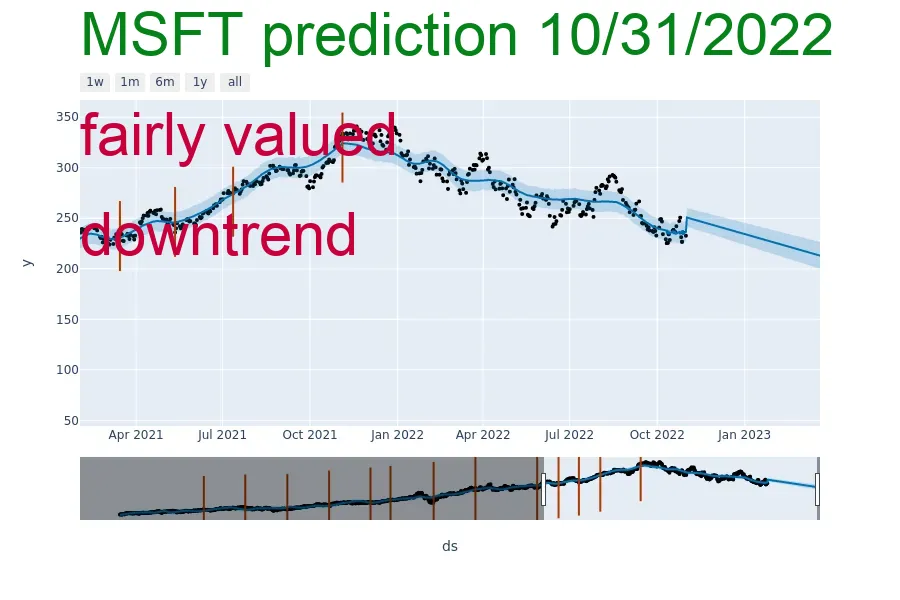 MSFT prediction 10/31/2022
1w 1m 6m 1y all
350
fairly valued
300
250
downtrend
y
200
150
100
50
Apr 2021 Jul 2021 Oct 2021 Jan 2022 Apr 2022 Jul 2022 Oct 2022 Jan 2023
ds